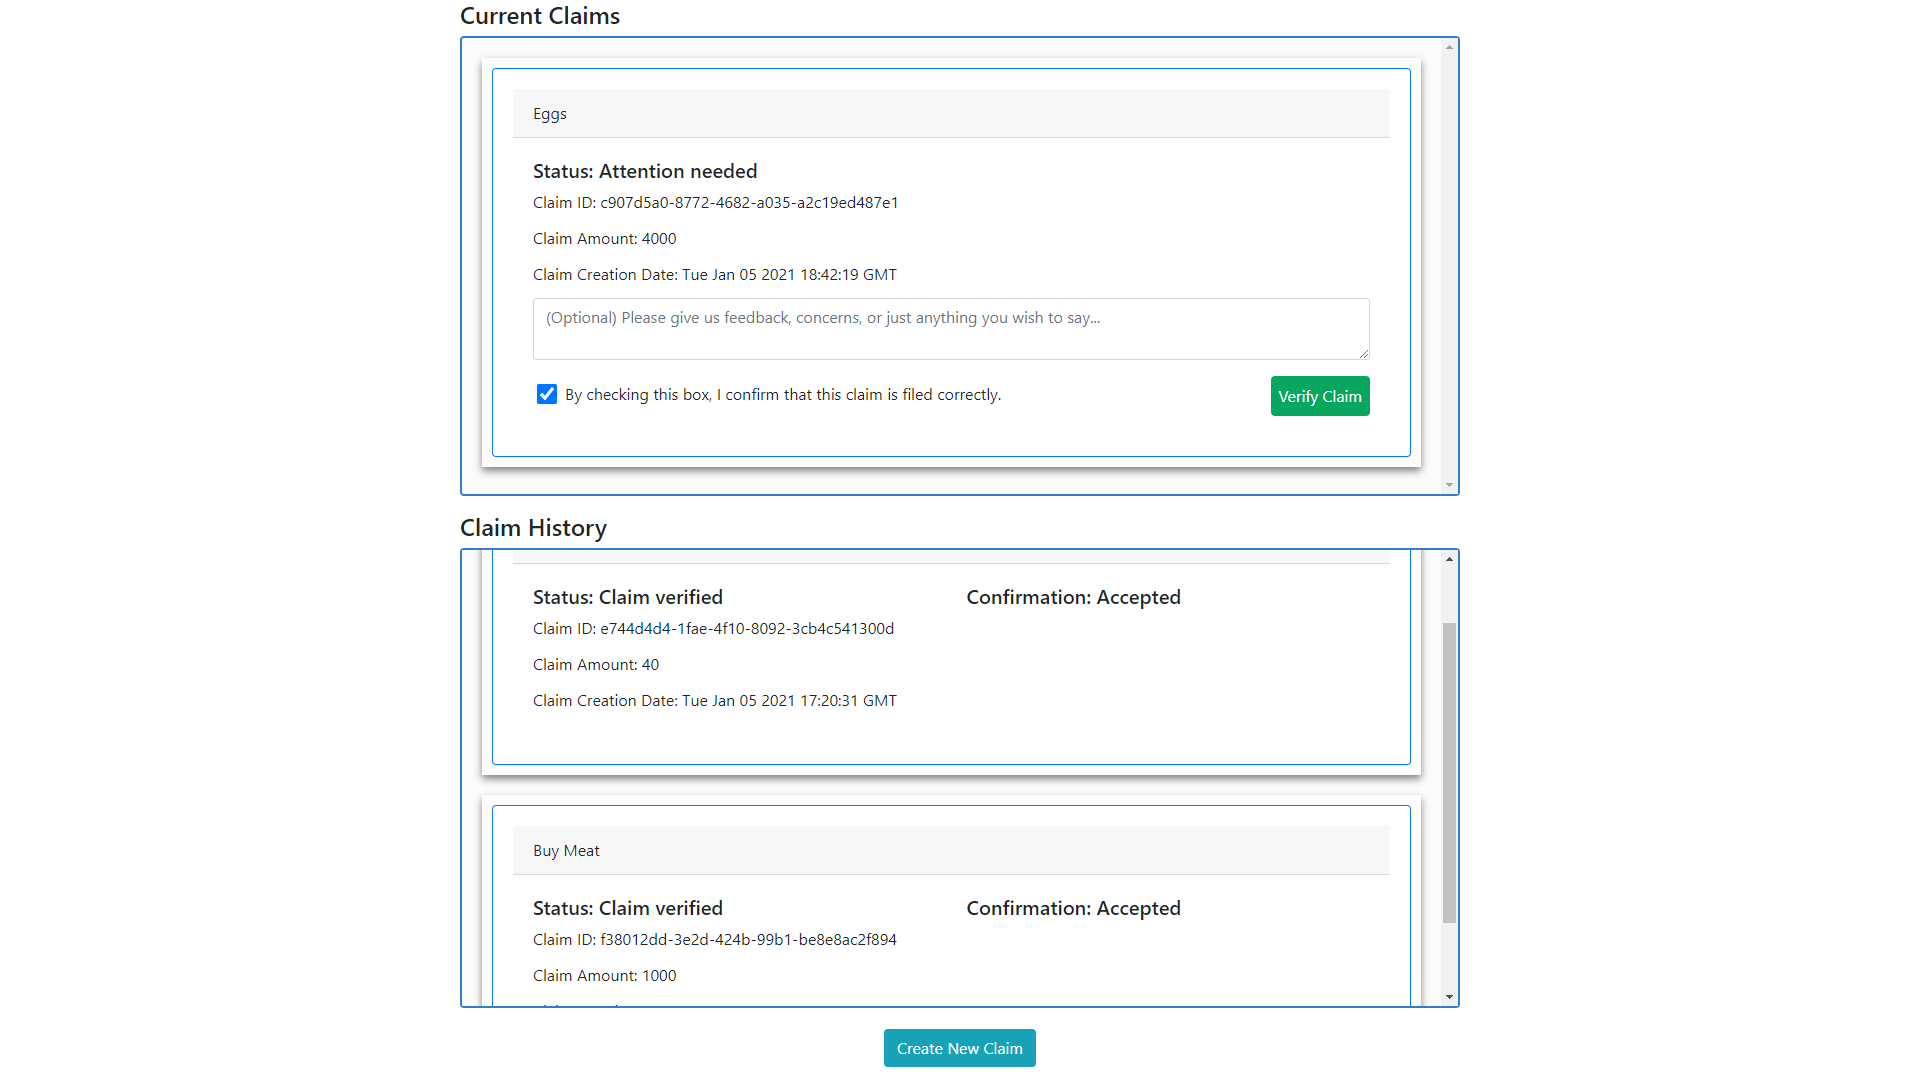 Current Claims
Eggs
Status: Attention needed
Claim ID: c907d5a0-8772-4682-a035-a2c19ed487e1
Claim Amount: 4000
Claim Creation Date: Tue Jan 05 2021 18:42:19 GMT
(Optional) Please give us feedback, concerns, or just anything you wish to say...
By checking this box, I confirm that this claim is filed correctly.
Verify Claim
Claim History
Status: Claim verified
Confirmation: Accepted
Claim ID: e744d4d4-1fae-4f10-8092-3cb4c541300d
Claim Amount: 40
Claim Creation Date: Tue Jan 05 2021 17:20:31 GMT
Buy Meat
Status: Claim verified
Confirmation: Accepted
Claim ID: f38012dd-3e2d-424b-99b1-be8e8ac2f894
Claim Amount: 1000
Create New Claim